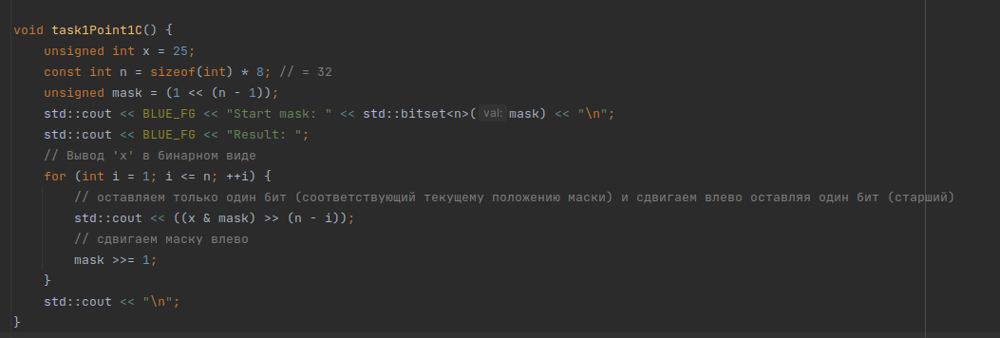 void task1Point1C() {
unsigned int x = 25;
const int n = sizeof(int) * 8; // = 32
unsigned mask = (1 << (n - 1));
std::cout << BLUE_FG << "Start mask: " << std::bitset<n>( val: mask) << "\n";
std::cout << BLUE_FG << "Result: ";
// Вывод 'x' в бинарном виде
for (int i = 1; i <= n; ++i) {
// оставляем только один бит (соответствующий текущему положению маски) и сдвигаем влево оставляя один бит (старший)
std::cout << ((x & mask) >> (n - i));
// сдвигаем маску влево
mask >>= 1;
}
std::cout << "\n";
}